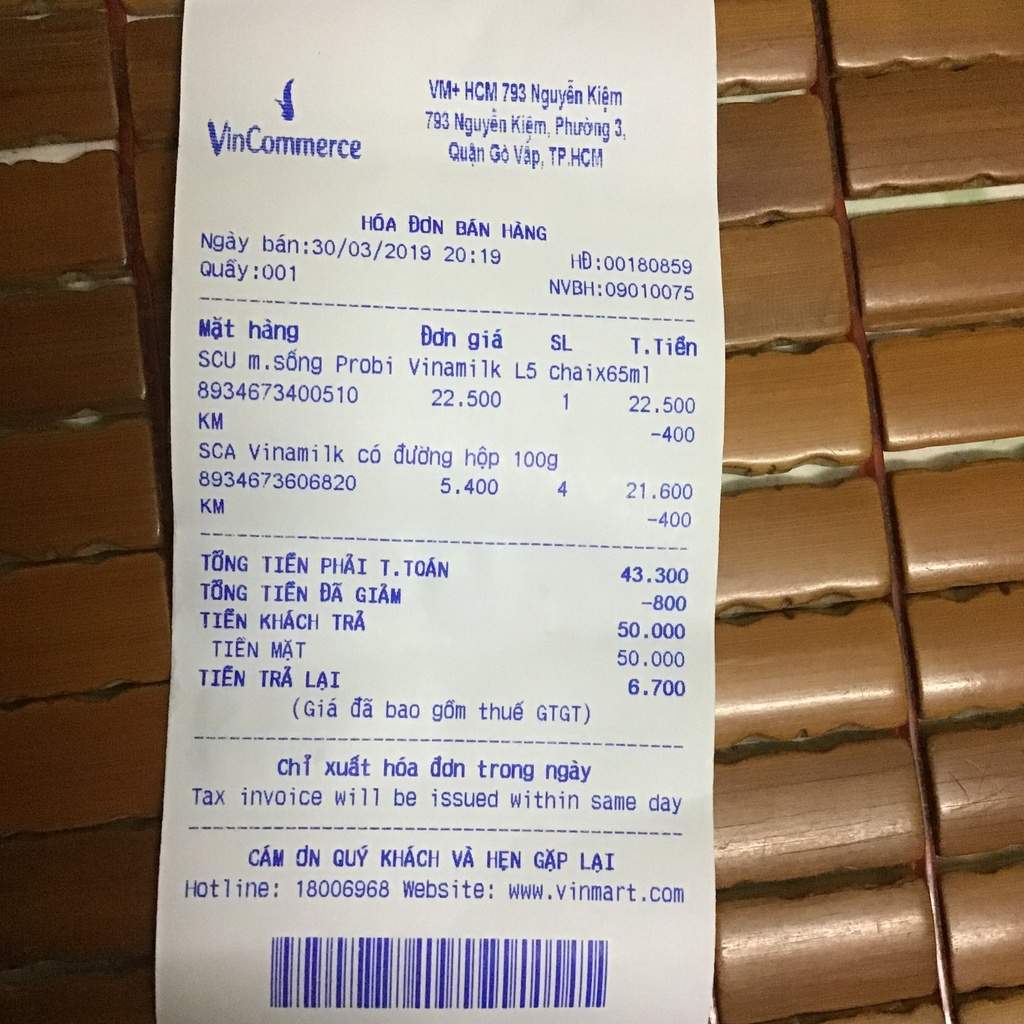 VinCommerce
VM+ HCM 793 Nguyễn Kiệm
793 Nguyễn Kiệm, Phường 3,
Quận Gò Vấp, TP.HCM
HÓA ĐƠN BÁN HÀNG
Ngày bán:30/03/2019 20:19 HĐ:00180859
Quầy:001 NVBH:09010075
Mặt hàng Đơn giá SL T.Tiền
SCU m.sống Probi Vinamilk L5 chaix65ml
8934673400510 22.500 1 22.500
KM -400
SCA Vinamilk có đường hộp 100g
8934673606820 5.400 4 21.600
KM -400
TỔNG TIỀN PHẢI T.TOÁN 43.300
TỔNG TIỀN ĐÃ GIẢM -800
TIỀN KHÁCH TRẢ 50.000
TIỀN MẶT 50.000
TIỀN TRẢ LẠI 6.700
(Giá đã bao gồm thuế GTGT)
Chỉ xuất hóa đơn trong ngày
Tax invoice will be issued within same day
CÁM ƠN QUÝ KHÁCH VÀ HẸN GẶP LẠI
Hotline: 18006968 Website: www.vinmart.com